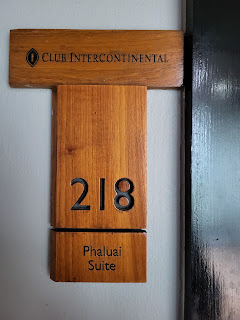 CLUB INTERCONTINENTAL
218
Phaluai
Suite